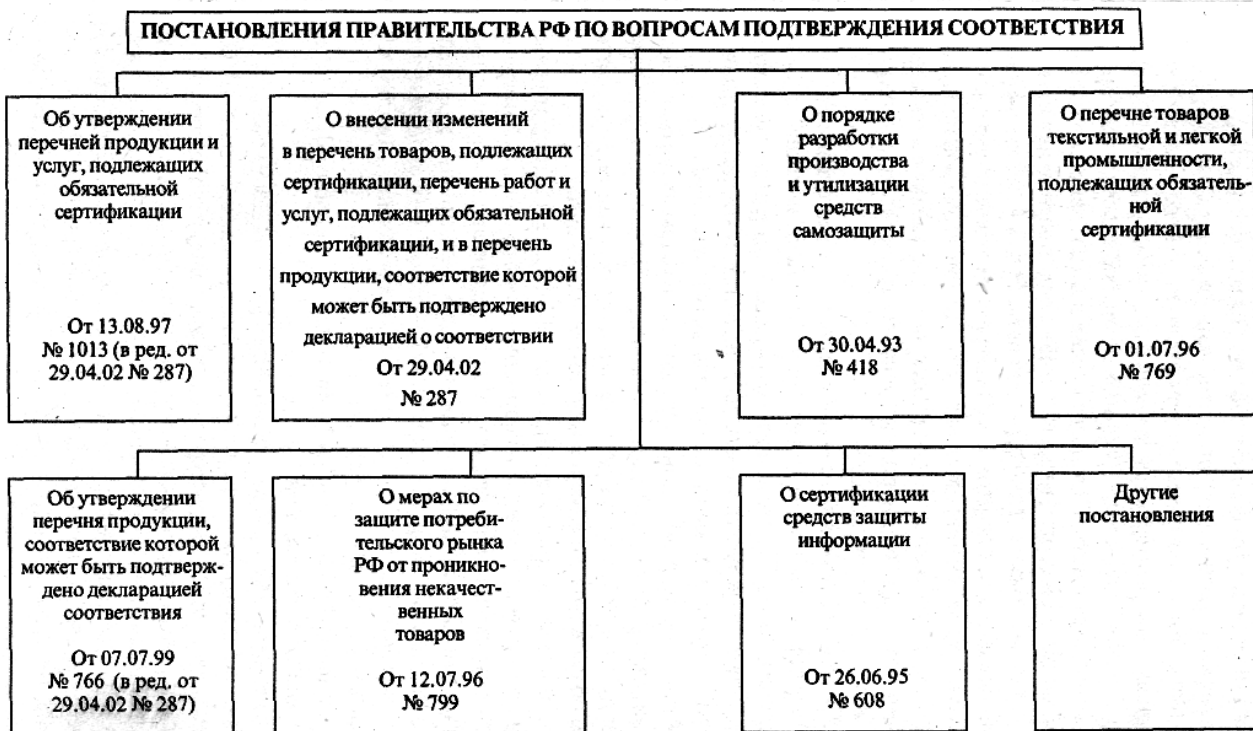 ПОСТАНОВЛЕНИЯ ПРАВИТЕЛЬСТВА РФ ПО ВОПРОСАМ ПОДТВЕРЖДЕНИЯ СООТВЕТСТВИЯ
Об утверждении
перечней продукции и
услуг, подлежащих
обязательной
сертификации
От 13.08.97
№ 1013 (в ред. от
29.04.02 № 287)
О внесении изменений
в перечень товаров, подлежащих
сертификации, перечень работ и
услуг, подлежащих обязательной
сертификации, и в перечень
продукции, соответствие которой
может быть подтверждено
декларацией о соответствии
От 29.04.02
№ 287
О порядке
разработки
производства
и утилизации
средств
самозащиты
От 30.04.93
№ 418
О перечне товаров
текстильной и легкой
промышленности,
подлежащих обязатель-
ной
сертификации
От 01.07.96
№ 769
Об утверждении
перечня продукции,
соответствие которой
может быть подтверж-
дено декларацией
соответствия
От 07.07.99
№ 766 (в ред. от
29.04.02 № 287)
О мерах по
защите потреби-
тельского рынка
РФ от проникно-
вения некачест-
венных
товаров
От 12.07.96
№ 799
О сертификации
средств защиты
информации
От 26.06.95
№ 608
Другие
постановления